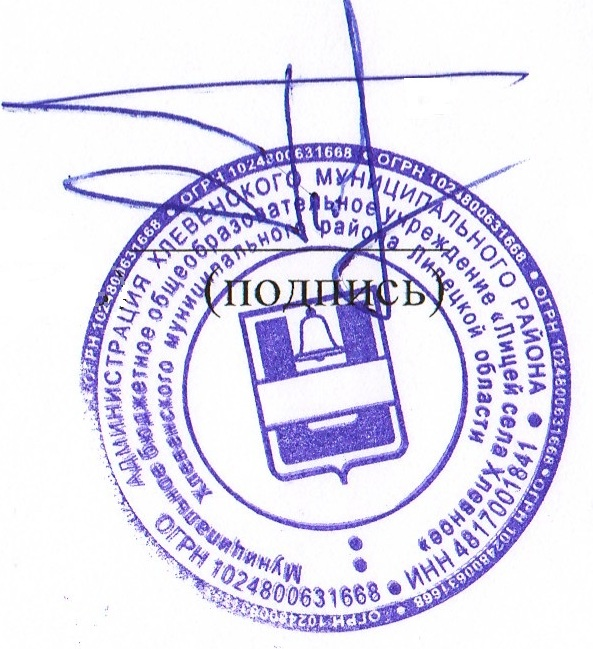 ОГРН 1024800631668 • ОГРН 1024800631668 • ОГРН 1024800631668 • ОГРН 1024800631668 • ОГРН 1024800631668
АДМИНИСТРАЦИЯ ХЛЕВЕНСКОГО МУНИЦИПАЛЬНОГО РАЙОНА • ИНН 4817001841 • ОГРН 1024800631668
Муниципальное бюджетное общеобразовательное учреждение «Лицей села Хлевное»
Хлевенского муниципального района Липецкой области
(подпись)